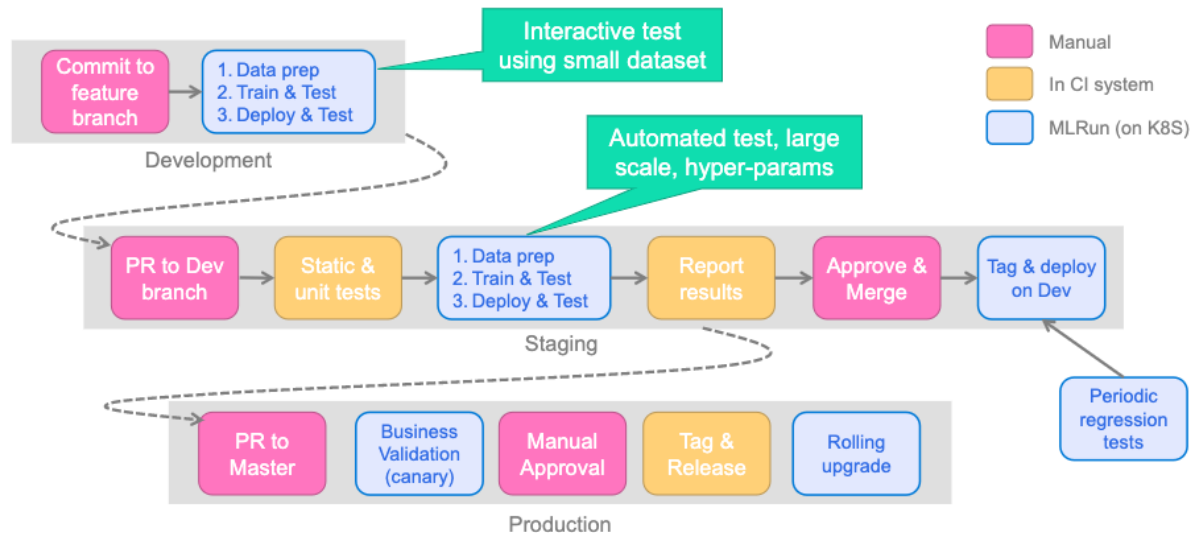 Interactive test
using small dataset
Manual
In CI system
MLRun (on K8S)
Commit to
feature
branch
1. Data prep
2. Train & Test
3. Deploy & Test
Development
Automated test, large
scale, hyper-params
PR to Dev
branch
Static &
unit tests
1. Data prep
2. Train & Test
3. Deploy & Test
Report
results
Approve &
Merge
Tag & deploy
on Dev
Staging
Periodic
regression
tests
PR to
Master
Business
Validation
(canary)
Manual
Approval
Tag &
Release
Rolling
upgrade
Production